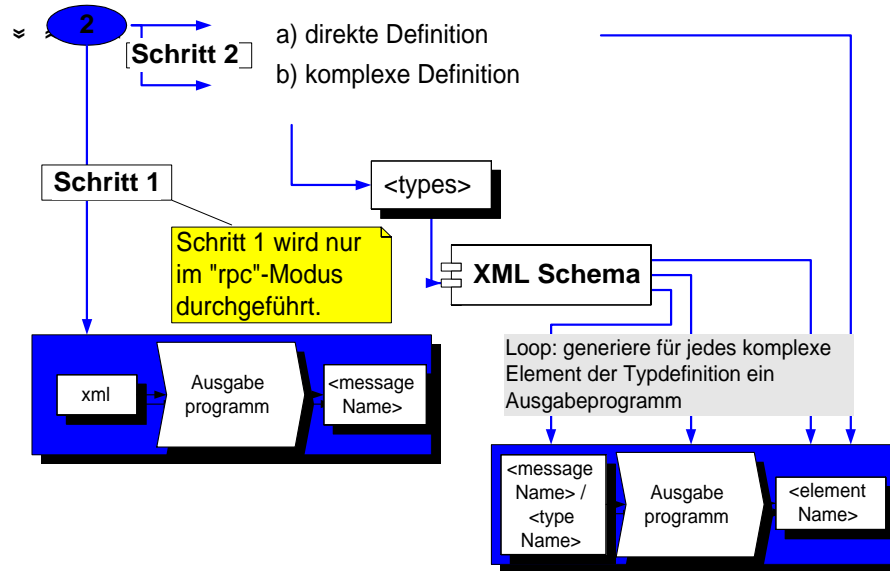 2
Schritt 2
a) direkte Definition
b) komplexe Definition
Schritt 1
<types>
Schritt 1 wird nur
im "rpc"-Modus
durchgeführt.
XML Schema
Loop: generiere für jedes komplexe
Element der Typdefinition ein
Ausgabeprogramm
xml
Ausgabe
programm
<message
Name>
<message
Name> /
<type
Name>
Ausgabe
programm
<element
Name>